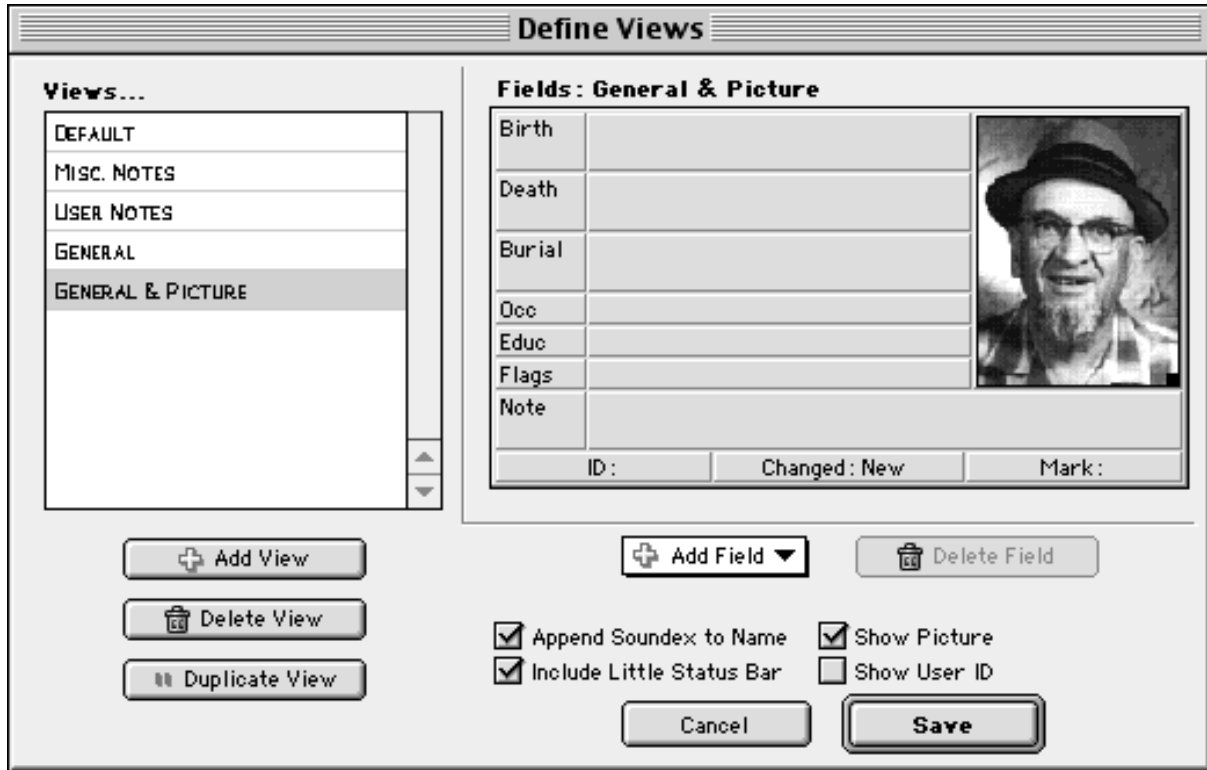 Define Views
Views...
DEFAULT
MISC. NOTES
USER NOTES
GENERAL
GENERAL & PICTURE
Add View
Delete View
Duplicate View
Fields: General & Picture
Birth
Death
Burial
Occ
Educ
Flags
Note
ID: Changed: New Mark:
Add Field Delete Field
Append Soundex to Name Show Picture
Include Little Status Bar Show User ID
Cancel Save